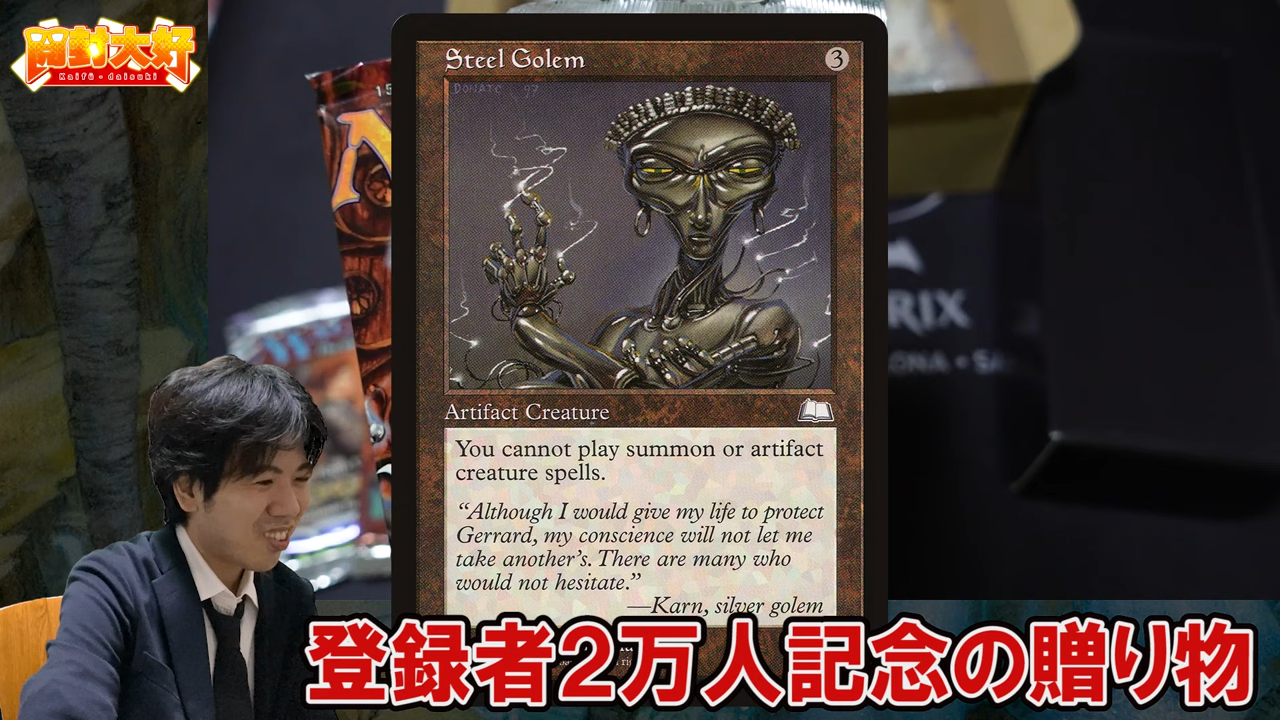 開封大好
Kaifū-daisuki
Steel Golem
3
DONATO 97
Artifact Creature
You cannot play summon or artifact
creature spells.
“Although I would give my life to protect
Gerrard, my conscience will not let me
take another’s. There are many who
would not hesitate.”
—Karn, silver golem
RIX
ONA • SA
登録者2万人記念の贈り物